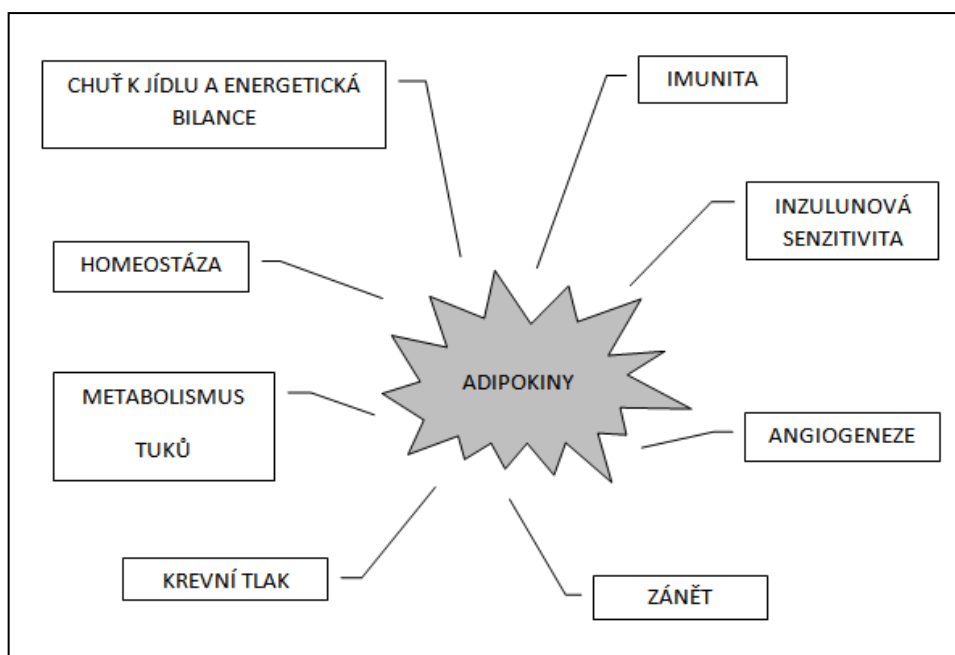 CHUŤ K JÍDLU A ENERGETICKÁ
BILANCE
IMUNITA
INZULUNOVÁ
SENZITIVITA
HOMEOSTÁZA
ADIPOKINY
METABOLISMUS
TUKŮ
ANGIOGENEZE
KREVNÍ TLAK
ZÁNĚT